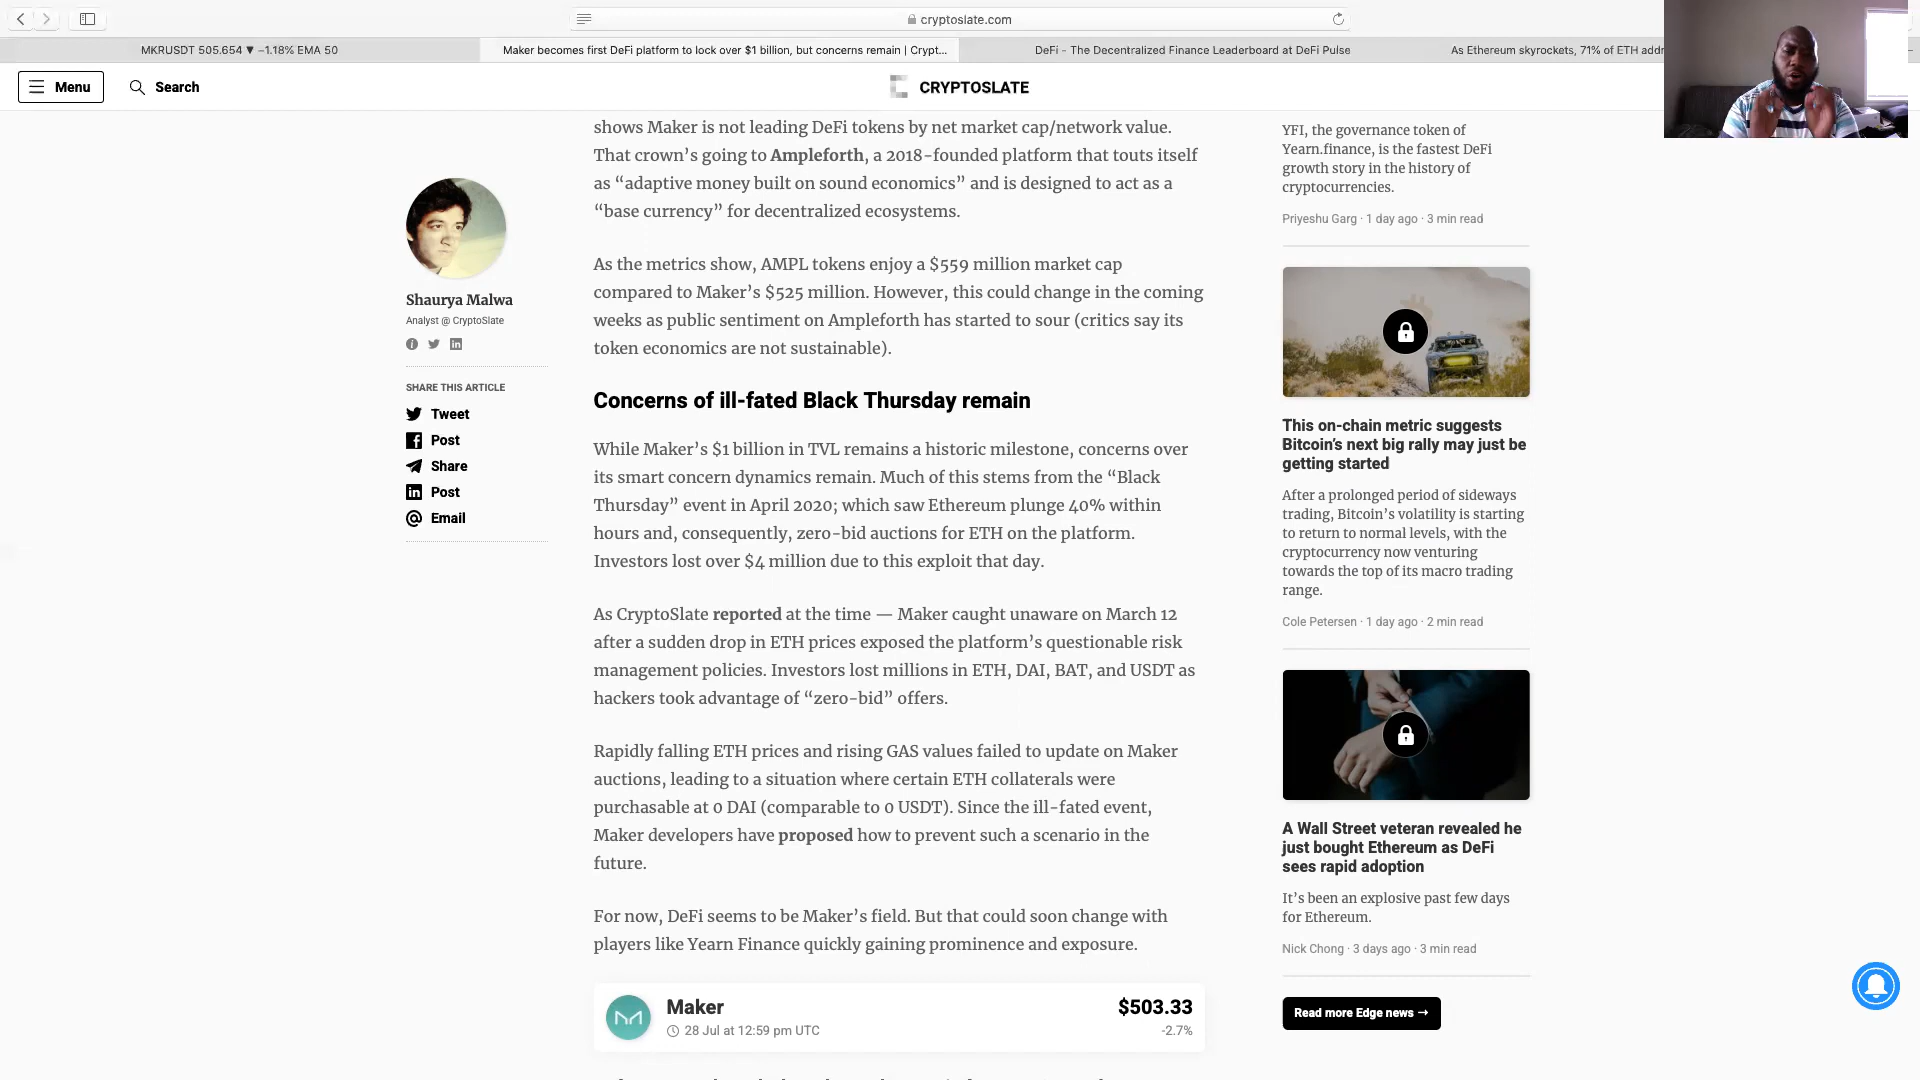 cryptoslate.com
MKRUSDT 505.654 ▼ −1.18% EMA 50
Maker becomes first DeFi platform to lock over $1 billion, but concerns remain | Crypt...
DeFi - The Decentralized Finance Leaderboard at DeFi Pulse
As Ethereum skyrockets, 71% of ETH addr
Menu
Search
CRYPTOSLATE
shows Maker is not leading DeFi tokens by net market cap/network value.
That crown’s going to Ampleforth, a 2018-founded platform that touts itself
as “adaptive money built on sound economics” and is designed to act as a
“base currency” for decentralized ecosystems.
As the metrics show, AMPL tokens enjoy a $559 million market cap
compared to Maker’s $525 million. However, this could change in the coming
weeks as public sentiment on Ampleforth has started to sour (critics say its
token economics are not sustainable).
Concerns of ill-fated Black Thursday remain
While Maker’s $1 billion in TVL remains a historic milestone, concerns over
its smart concern dynamics remain. Much of this stems from the “Black
Thursday” event in April 2020; which saw Ethereum plunge 40% within
hours and, consequently, zero-bid auctions for ETH on the platform.
Investors lost over $4 million due to this exploit that day.
As CryptoSlate reported at the time — Maker caught unaware on March 12
after a sudden drop in ETH prices exposed the platform’s questionable risk
management policies. Investors lost millions in ETH, DAI, BAT, and USDT as
hackers took advantage of “zero-bid” offers.
Rapidly falling ETH prices and rising GAS values failed to update on Maker
auctions, leading to a situation where certain ETH collaterals were
purchasable at 0 DAI (comparable to 0 USDT). Since the ill-fated event,
Maker developers have proposed how to prevent such a scenario in the
future.
For now, DeFi seems to be Maker’s field. But that could soon change with
players like Yearn Finance quickly gaining prominence and exposure.
Maker
$503.33
28 Jul at 12:59 pm UTC
-2.7%
Shaurya Malwa
Analyst @ CryptoSlate
SHARE THIS ARTICLE
Tweet
Post
Share
Post
Email
YFI, the governance token of
Yearn.finance, is the fastest DeFi
growth story in the history of
cryptocurrencies.
Priyeshu Garg · 1 day ago · 3 min read
This on-chain metric suggests
Bitcoin’s next big rally may just be
getting started
After a prolonged period of sideways
trading, Bitcoin’s volatility is starting
to return to normal levels, with the
cryptocurrency now venturing
towards the top of its macro trading
range.
Cole Petersen · 1 day ago · 2 min read
A Wall Street veteran revealed he
just bought Ethereum as DeFi
sees rapid adoption
It’s been an explosive past few days
for Ethereum.
Nick Chong · 3 days ago · 3 min read
Read more Edge news →